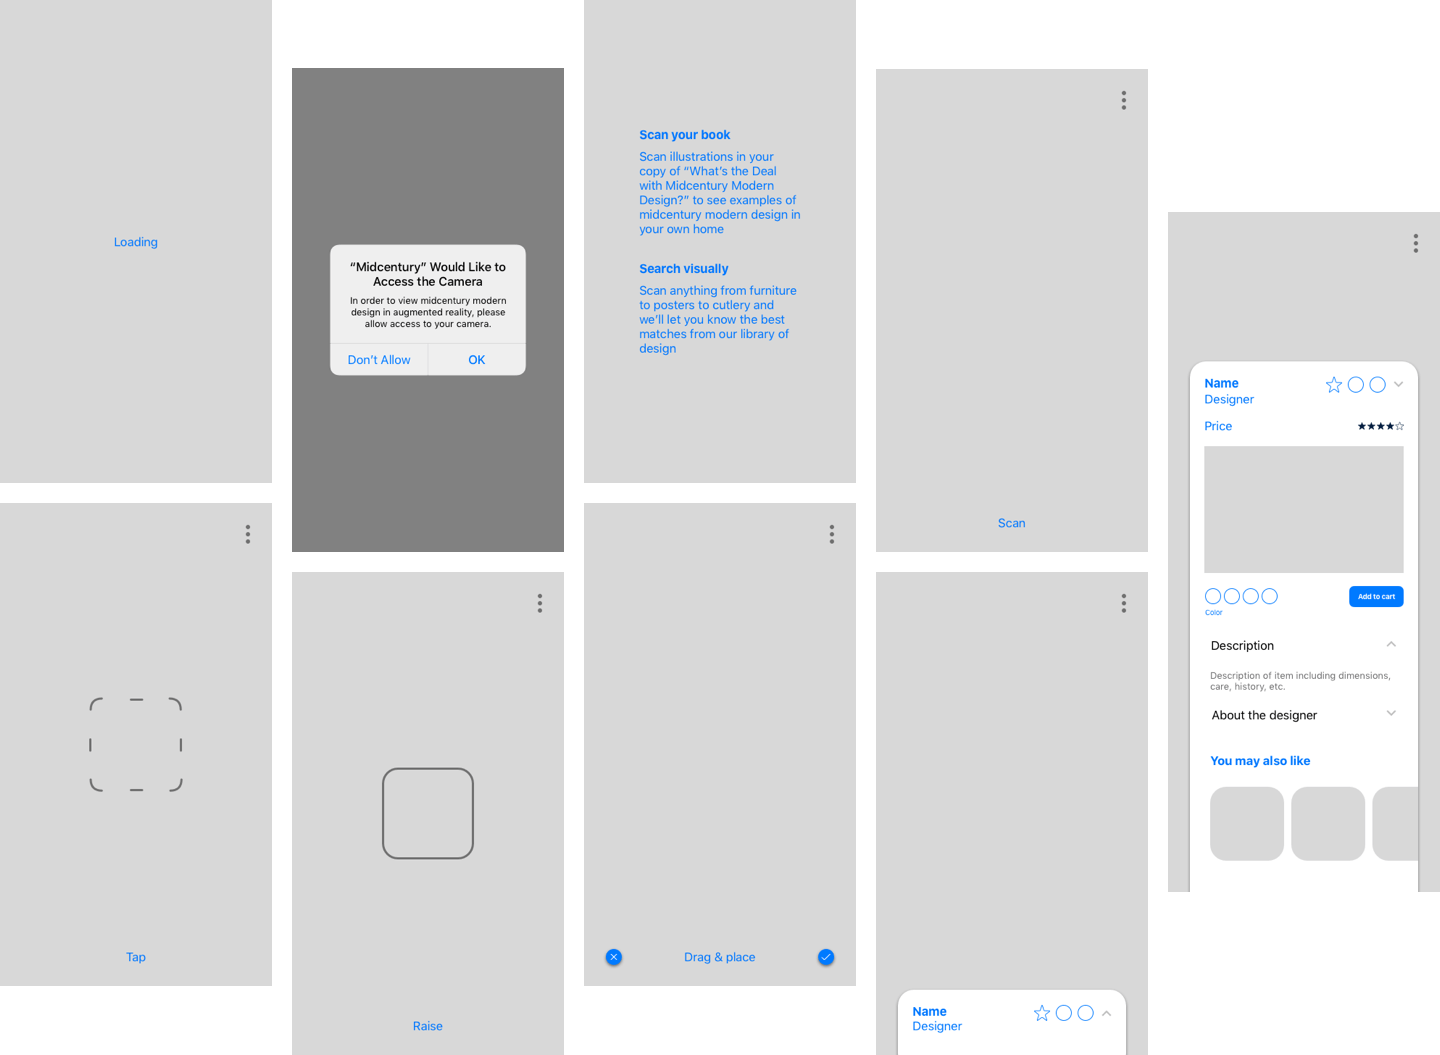 Loading
“Midcentury” Would Like to
Access the Camera
In order to view midcentury modern
design in augmented reality, please
allow access to your camera.
Don’t Allow
OK
Scan your book
Scan illustrations in your
copy of “What’s the Deal
with Midcentury Modern
Design?” to see examples of
midcentury modern design in
your own home
Search visually
Scan anything from furniture
to posters to cutlery and
we’ll let you know the best
matches from our library of
design
Scan
Tap
Raise
Drag & place
Name
Designer
Name
Designer
Price
Color
Add to cart
Description
Description of item including dimensions,
care, history, etc.
About the designer
You may also like